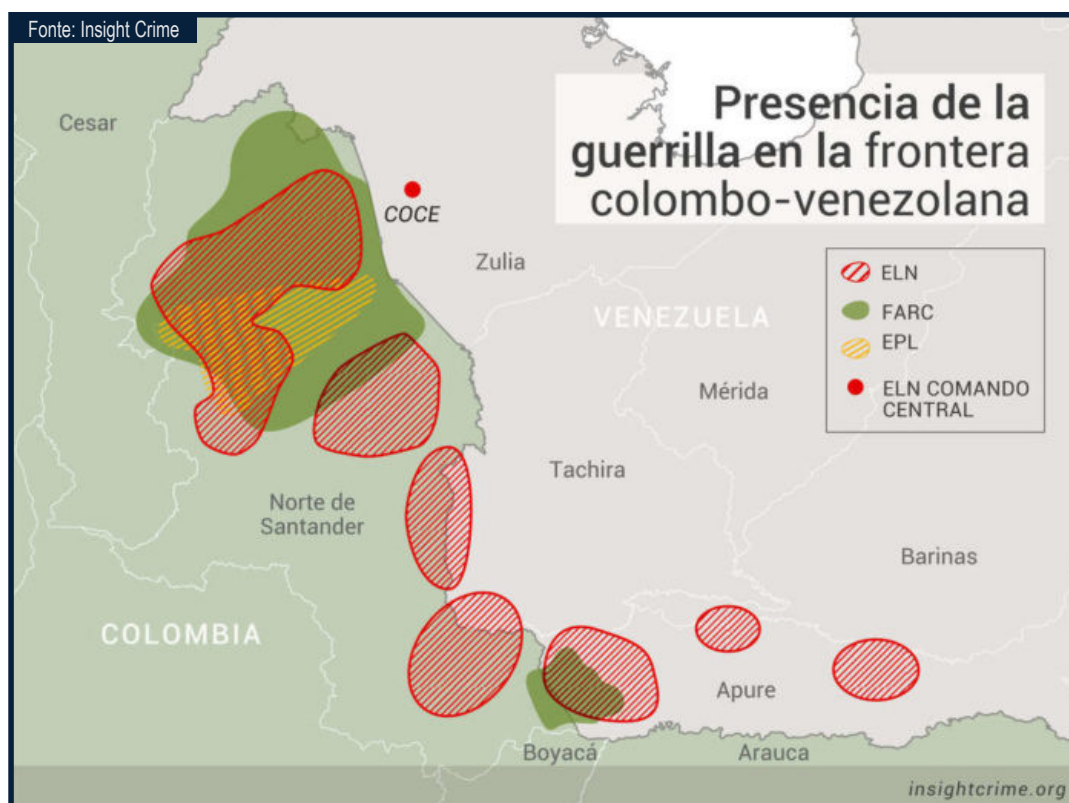 Fonte: Insight Crime
Presencia de la
guerrilla en la frontera
colombo-venezolana
Cesar
COCE
Zulia
ELN
VENEZUELA
FARC
EPL
Mérida
ELN COMANDO
CENTRAL
Tachira
Norte de
Santander
Barinas
COLOMBIA
Apure
Boyacá
Arauca
insightcrime.org